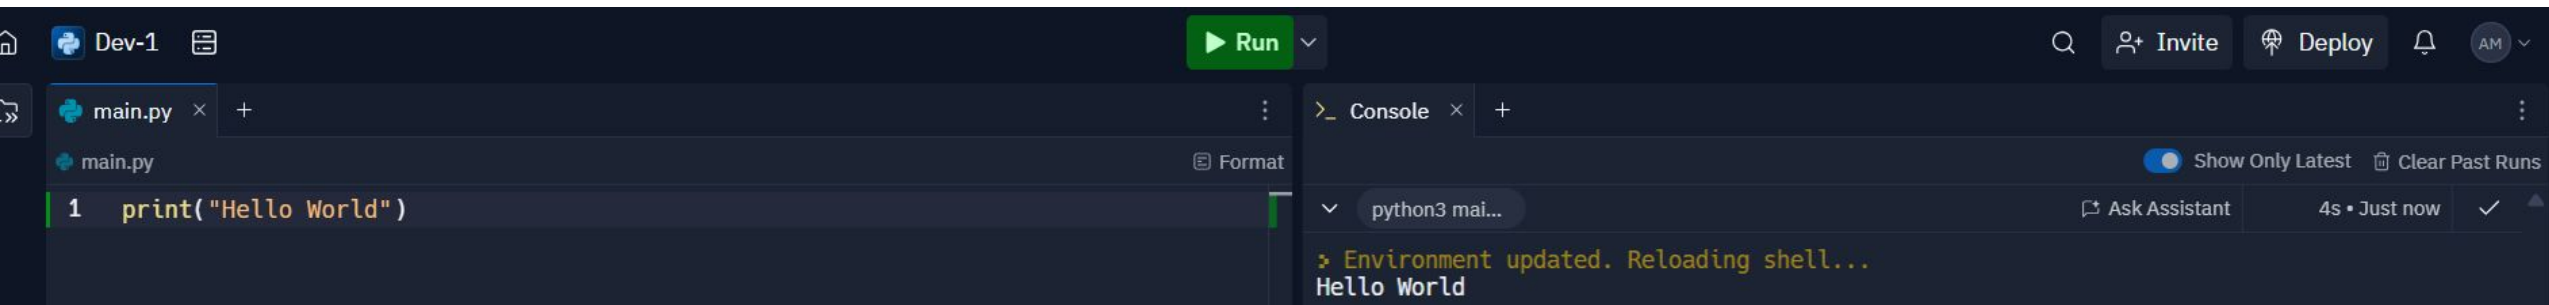 Dev-1
Run
Invite
Deploy
AM
main.py × +
>_ Console × +
main.py
Format
Show Only Latest
Clear Past Runs
1 print("Hello World")
python3 mai...
Ask Assistant
4s • Just now
Environment updated. Reloading shell...
Hello World